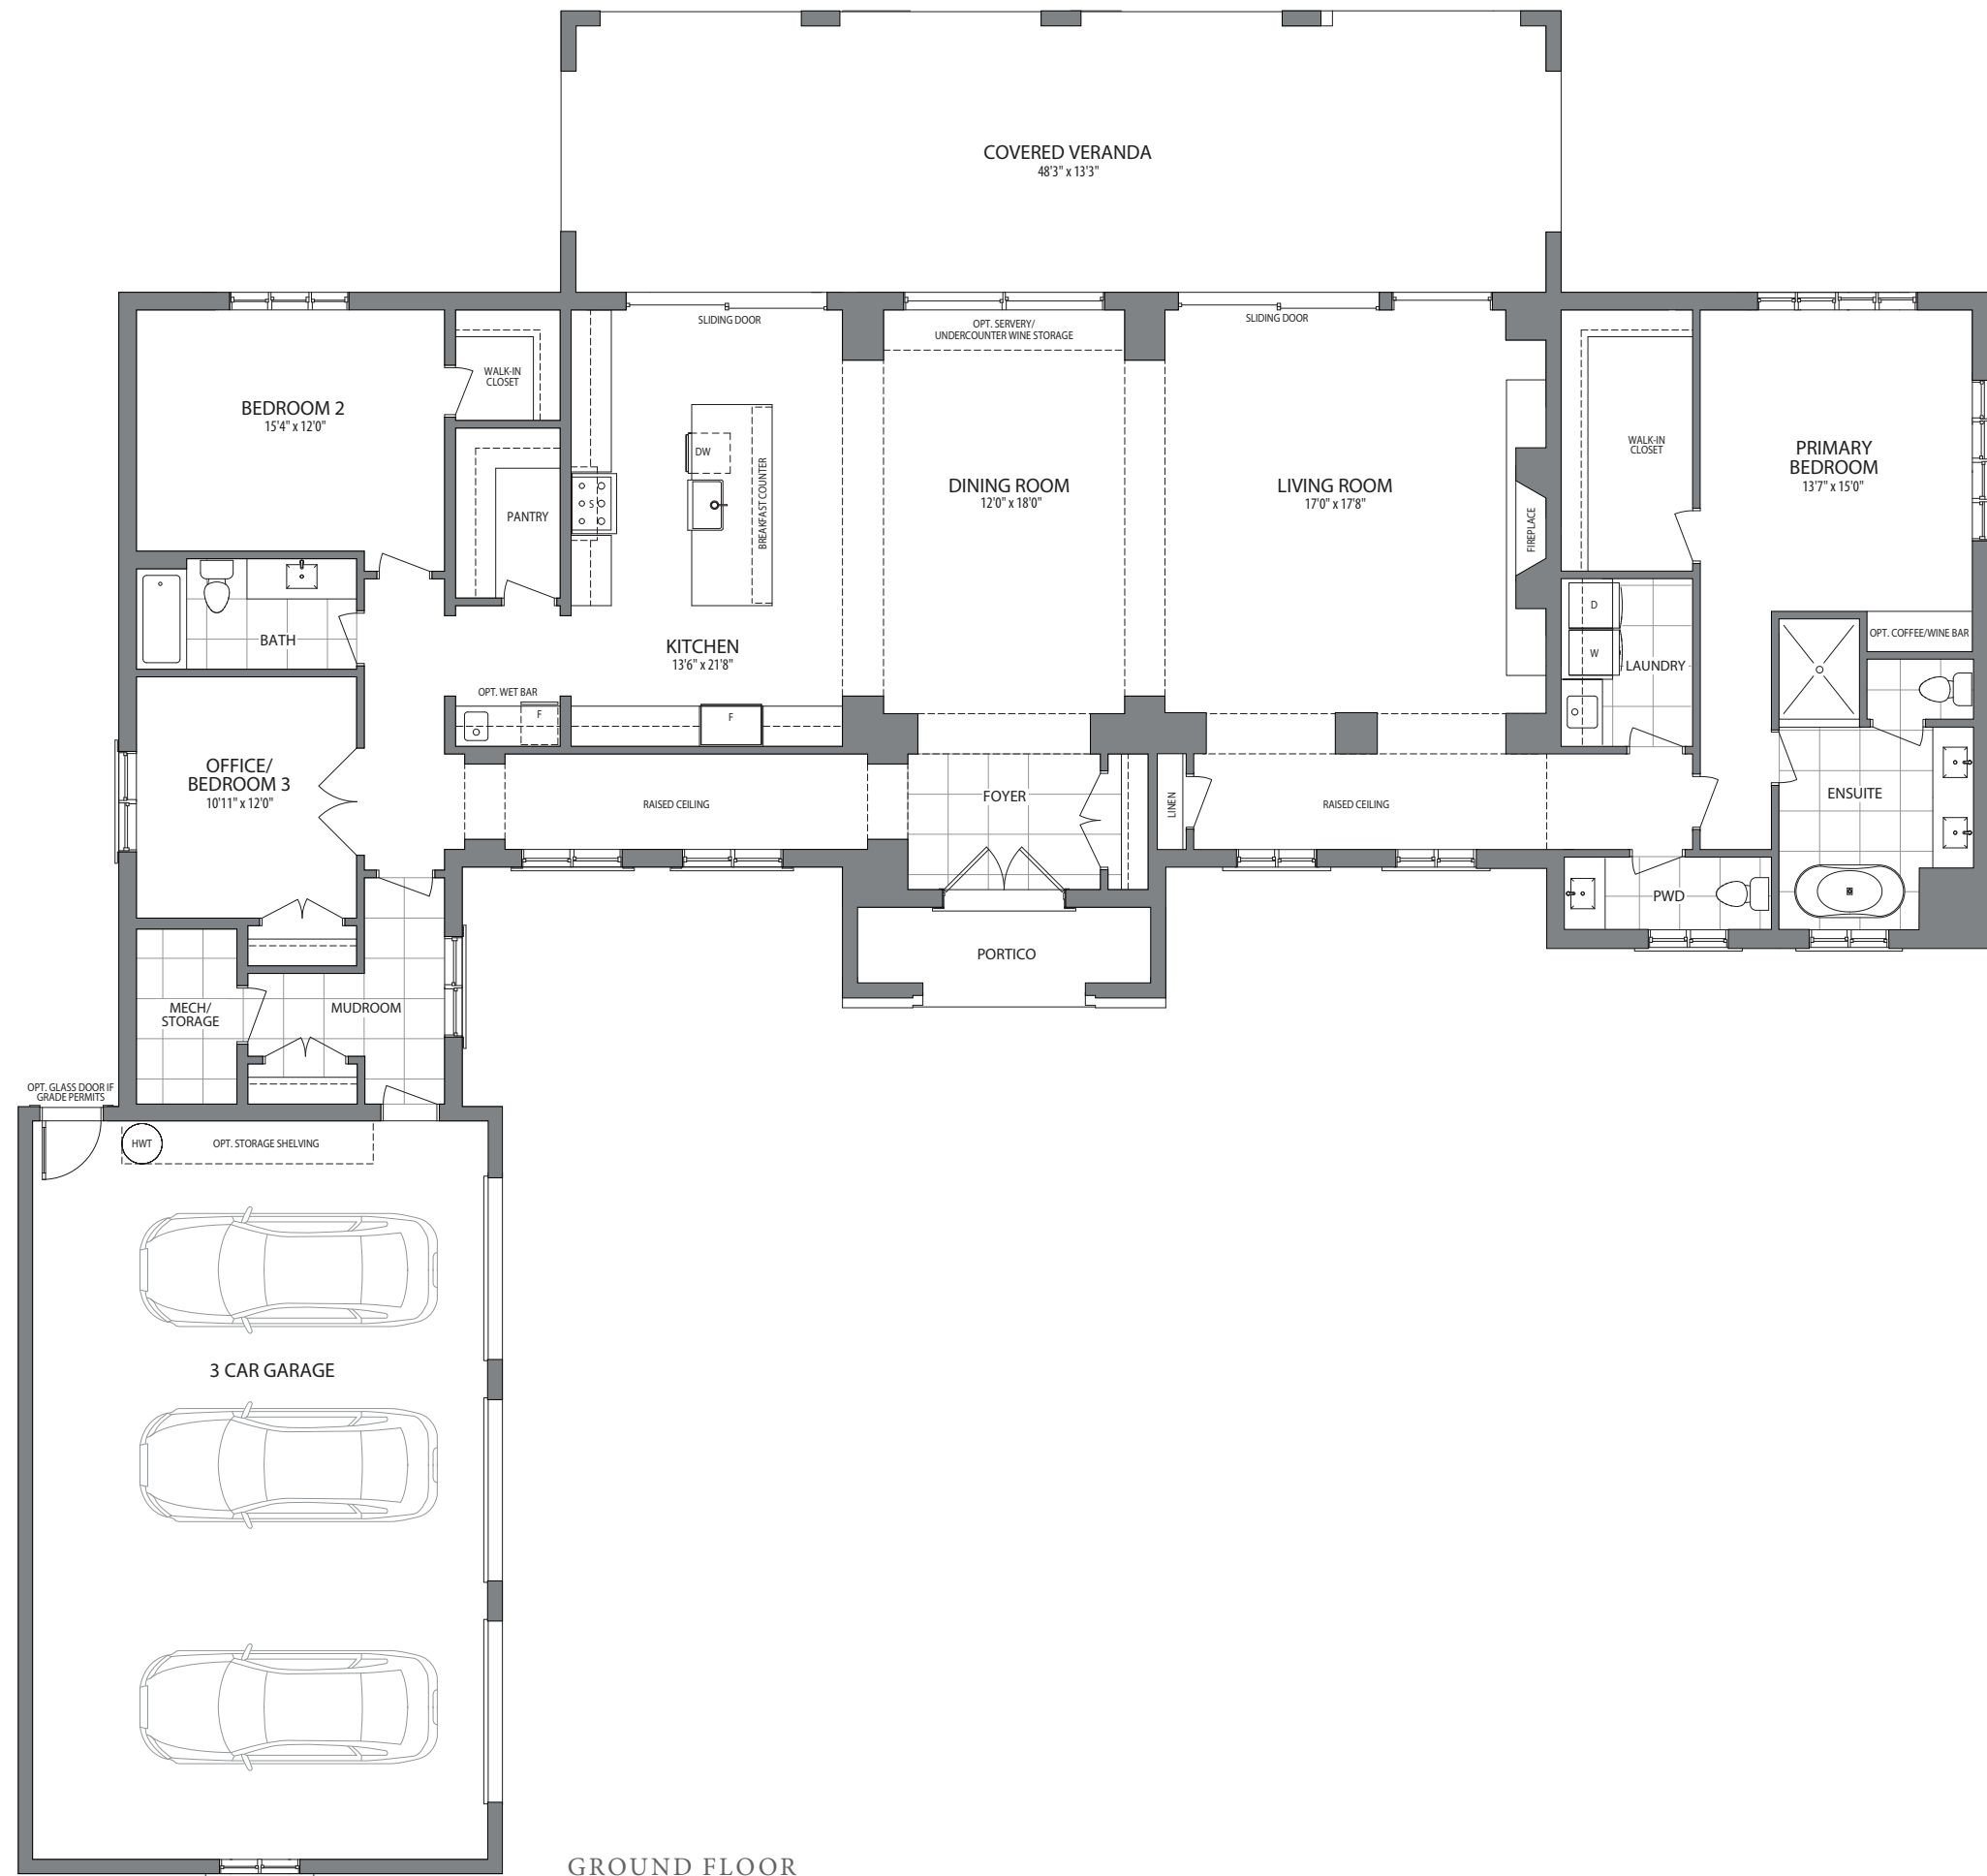 COVERED VERANDA
48'3" x 13'3"
SLIDING DOOR
OPT. SERVERY/
UNDERCOUNTER WINE STORAGE
SLIDING DOOR
WALK-IN
CLOSET
BEDROOM 2
15'4" x 12'0"
DW
BREAKFAST COUNTER
S
PANTRY
DINING ROOM
12'0" x 18'0"
LIVING ROOM
17'0" x 17'8"
FIREPLACE
WALK-IN
CLOSET
PRIMARY
BEDROOM
13'7" x 15'0"
D
W
LAUNDRY
OPT. COFFEE/WINE BAR
BATH
KITCHEN
13'6" x 21'8"
OPT. WET BAR
F
F
OFFICE/
BEDROOM 3
10'11" x 12'0"
RAISED CEILING
FOYER
LINEN
RAISED CEILING
ENSUITE
PWD
PORTICO
MECH/
STORAGE
MUDROOM
OPT. GLASS DOOR IF
GRADE PERMITS
HWT
OPT. STORAGE SHELVING
3 CAR GARAGE
GROUND FLOOR